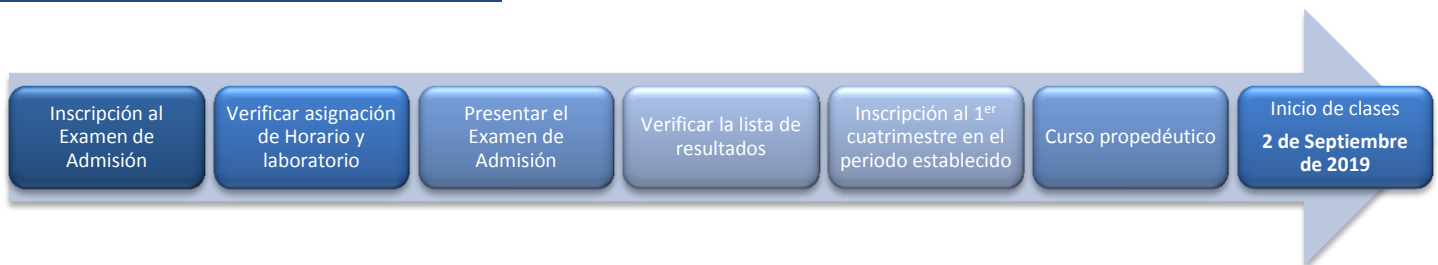 Inscripción al
Examen de
Admisión
Verificar asignación
de Horario y
laboratorio
Presentar el
Examen de
Admisión
Verificar la lista de
resultados
Inscripción al 1er
cuatrimestre en el
periodo establecido
Curso propedéutico
Inicio de clases
2 de Septiembre
de 2019